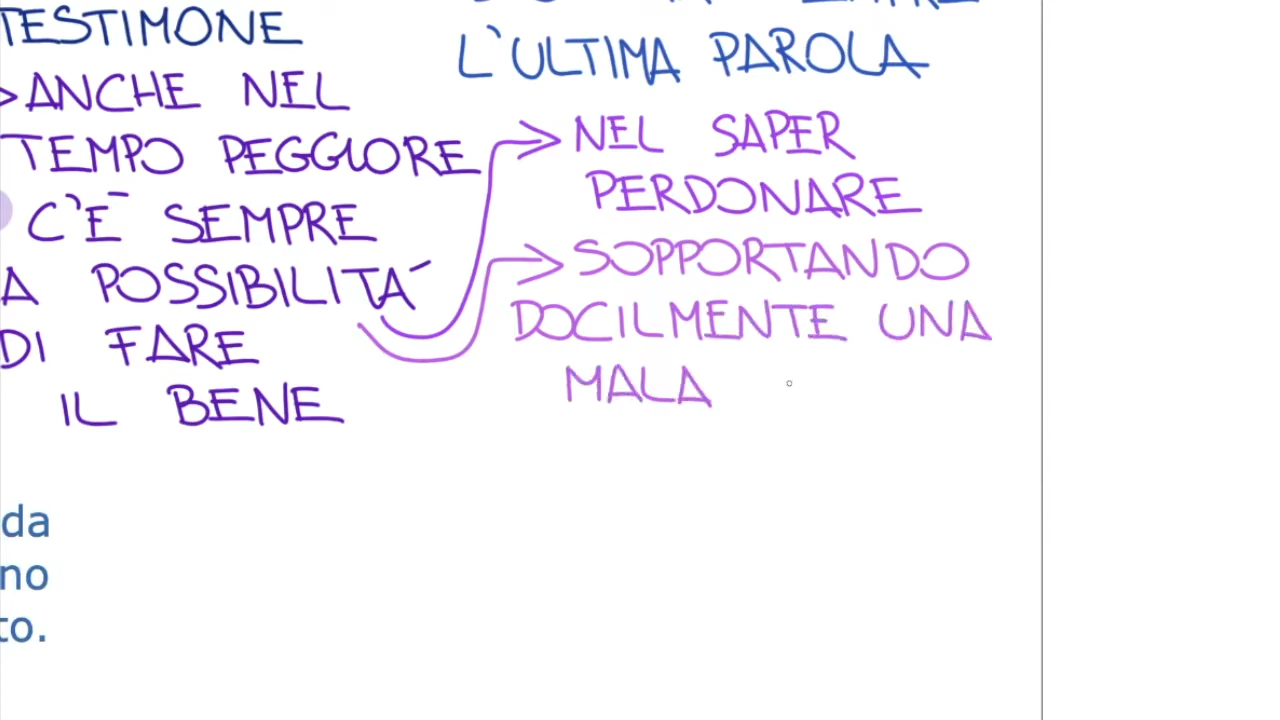 TESTIMONE
>ANCHE NEL
TEMPO PEGGIORE
C'È SEMPRE
A POSSIBILITÁ
DI FARE
IL BENE
L'ULTIMA PAROLA
NEL SAPER
PERDONARE
SOPPORTANDO
DOCILMENTE UNA
MALA
da
no
to.